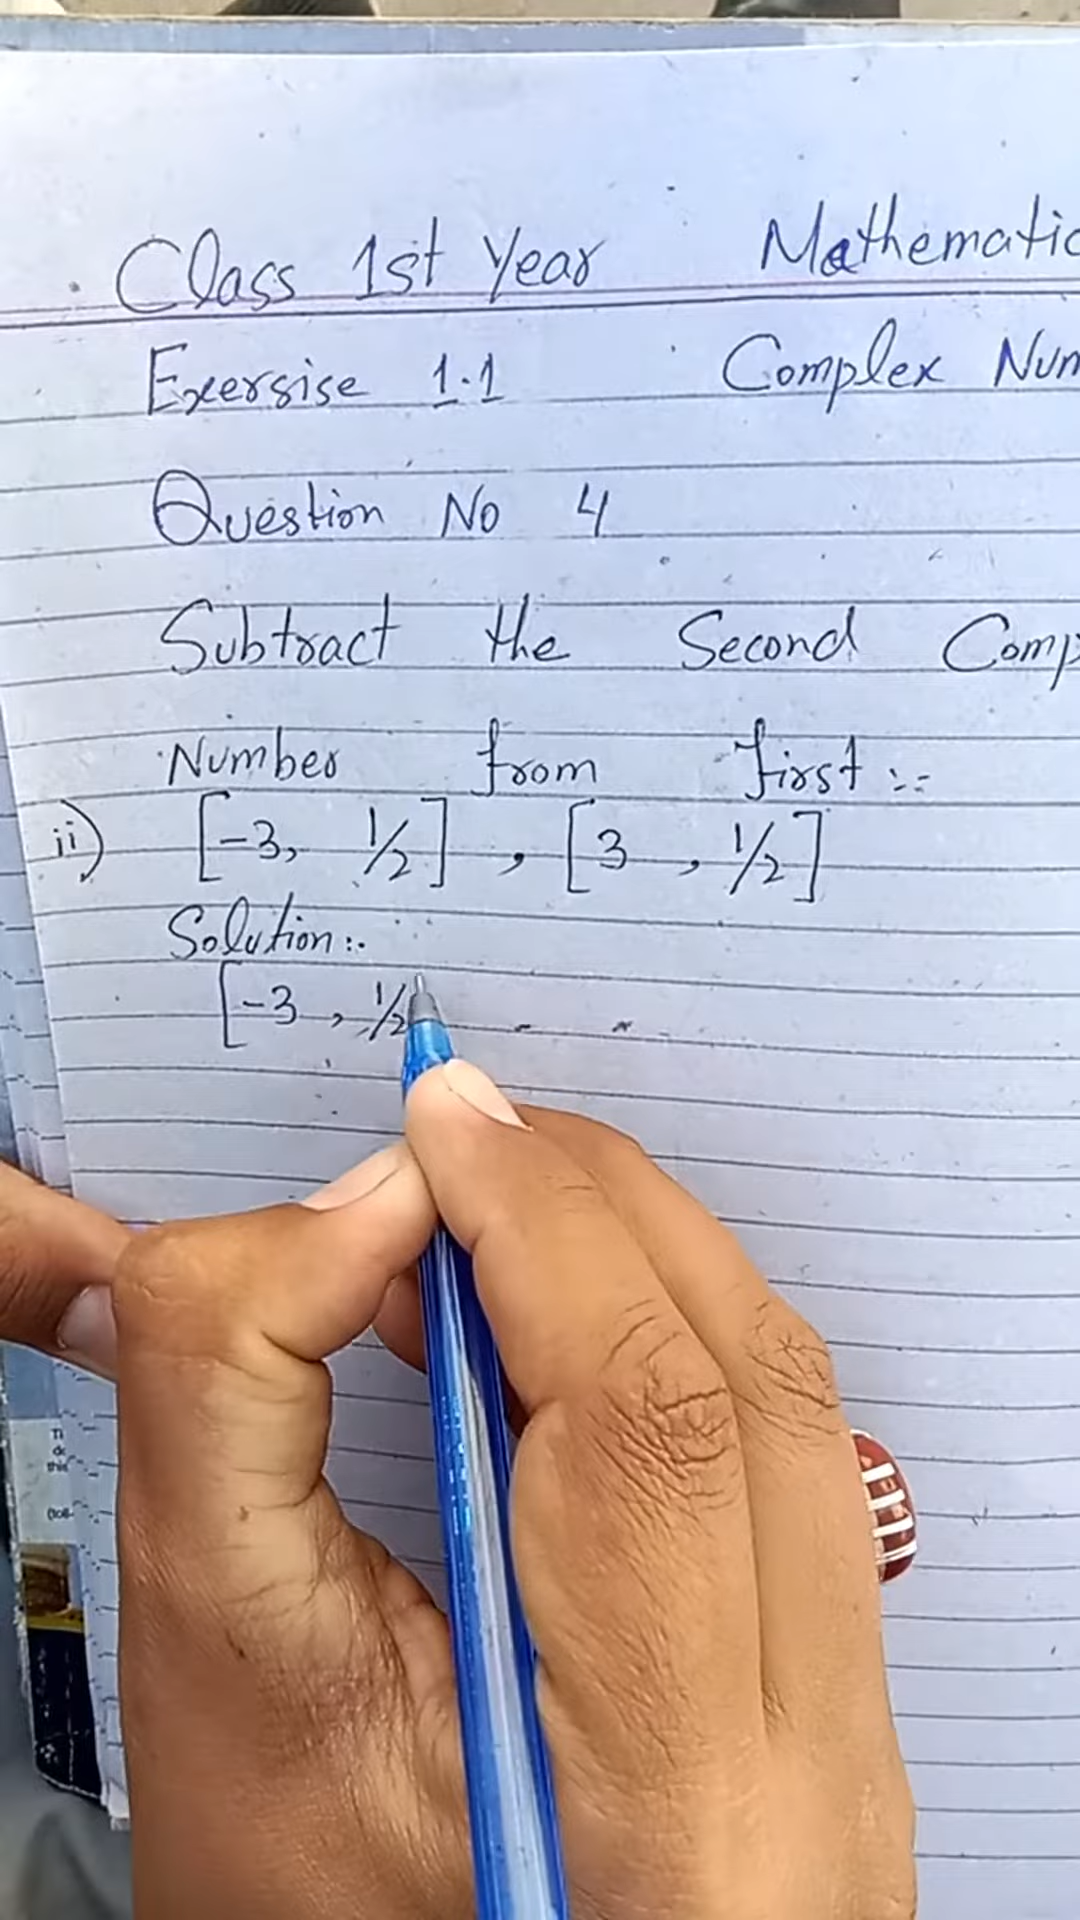 Class 1st Year Mathematic
Exersise 1.1 Complex Num
Question No 4
Subtract the Second Comp
Number from first :-
ii) [-3, 1/2] , [3 , 1/2]
Solution:.
[-3 , 1/2